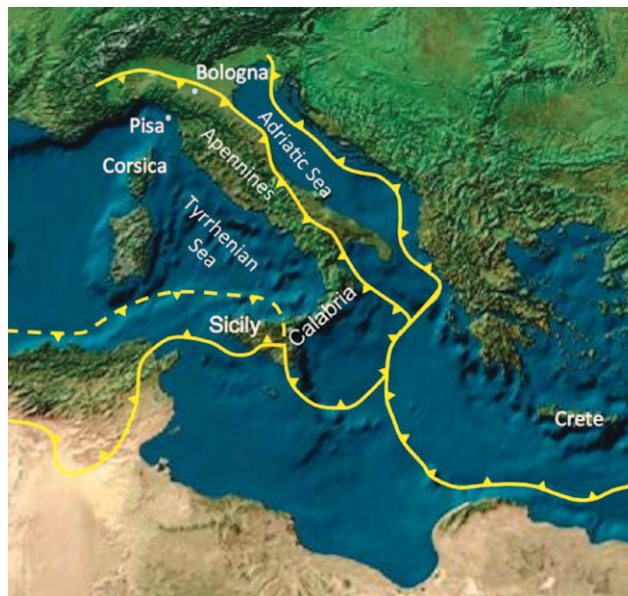 Bologna
Pisa
Adriatic Sea
Apennines
Corsica
Tyrrhenian
Sea
Sicily
Calabria
Crete